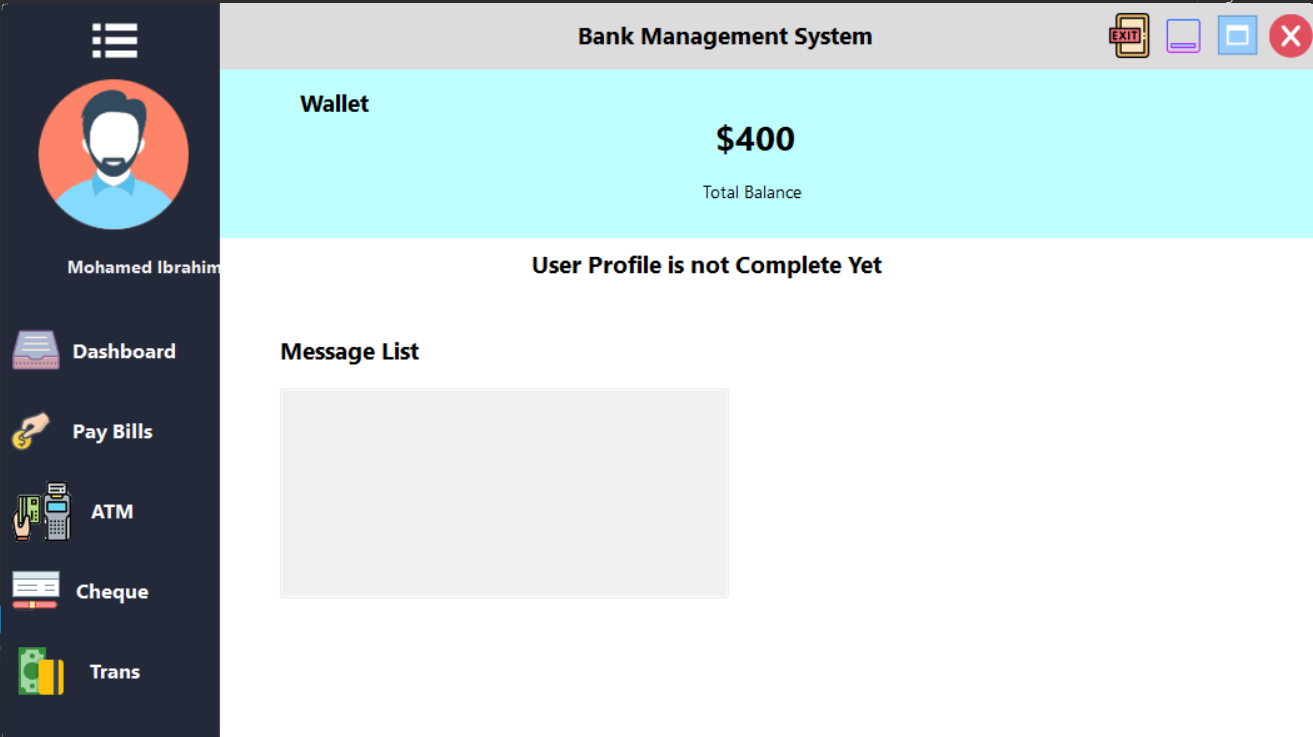 Bank Management System
EXIT
Wallet
$400
Total Balance
Mohamed Ibrahim
User Profile is not Complete Yet
Dashboard
Message List
Pay Bills
ATM
Cheque
Trans